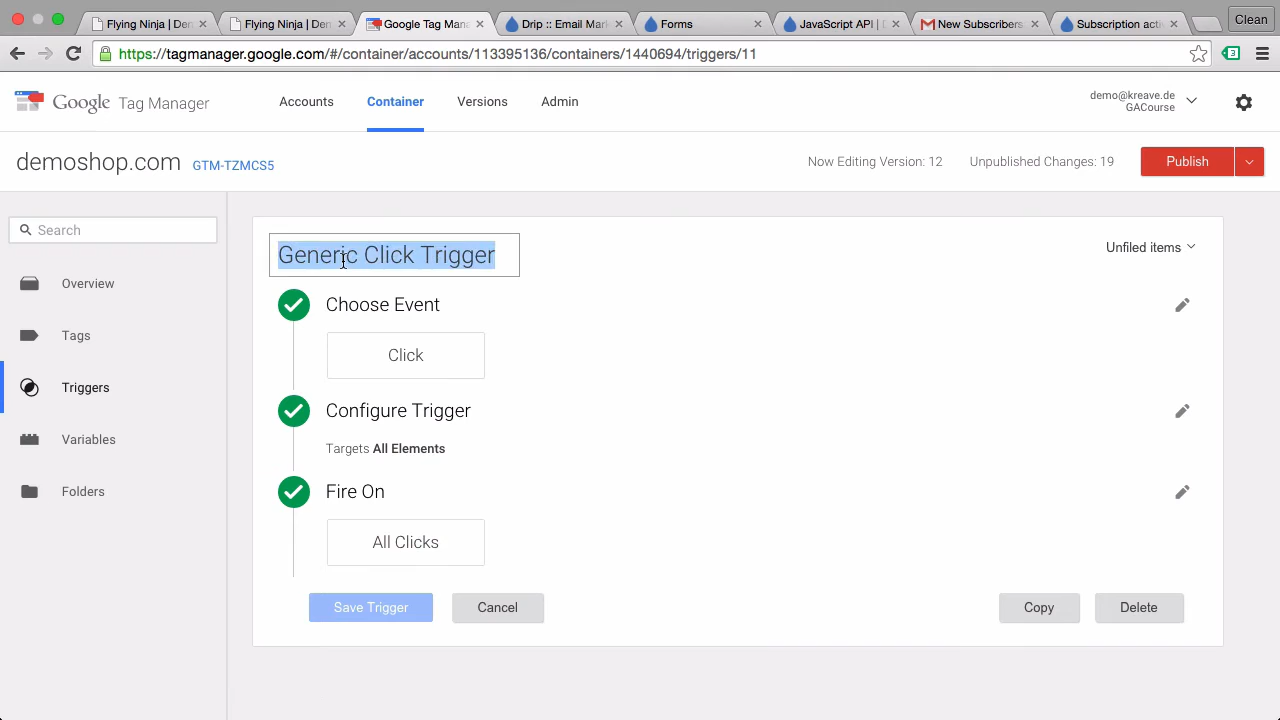 Flying Ninja | Den
Flying Ninja | Den
Google Tag Mana
Drip :: Email Mark
Forms
JavaScript API | D
New Subscribers
Subscription acti
Clean
https://tagmanager.google.com/#/container/accounts/113395136/containers/1440694/triggers/11
3
Google Tag Manager
Accounts
Container
Versions
Admin
demo@kreave.de
GACourse
demoshop.com GTM-TZMCS5
Now Editing Version: 12
Unpublished Changes: 19
Publish
Search
Overview
Tags
Triggers
Variables
Folders
Generic Click Trigger
Unfiled items
Choose Event
Click
Configure Trigger
Targets All Elements
Fire On
All Clicks
Save Trigger
Cancel
Copy
Delete